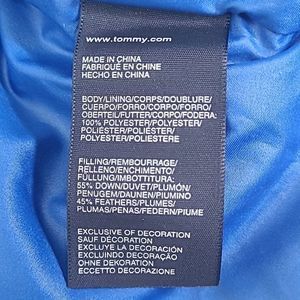 www.tommy.com
MADE IN CHINA
FABRIQUÉ EN CHINE
HECHO EN CHINA
BODY/LINING/CORPS/DOUBLURE/
CUERPO/FORRO/CORPO/FORRO/
OBERTEIL/FUTTER/CORPO/FODERA:
100% POLYESTER/POLYESTER/
POLIÉSTER/POLIÉSTER/
POLYESTER/POLIESTERE
FILLING/REMBOURRAGE/
RELLENO/ENCHIMENTO/
FÜLLUNG/IMBOTTITURA:
55% DOWN/DUVET/PLUMÓN/
PENUGEM/DAUNEN/PIUMINO
45% FEATHERS/PLUMES/
PLUMAS/PENAS/FEDERN/PIUME
EXCLUSIVE OF DECORATION
SAUF DÉCORATION
EXCLUYE LA DECORACIÓN
EXCLUINDO DECORAÇÃO
OHNE DEKORATION
ECCETTO DECORAZIONE